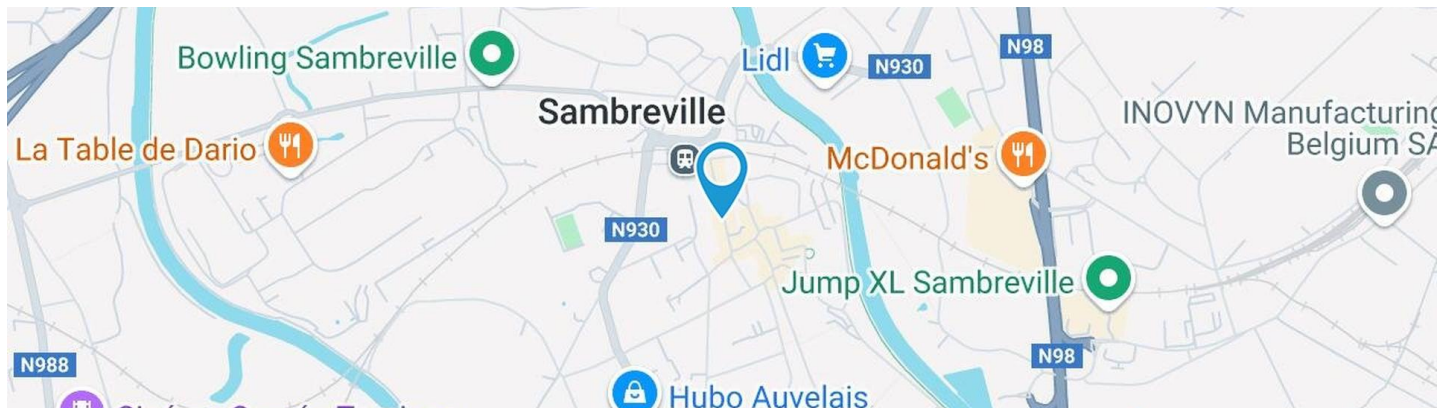 Bowling Sambreville
Lidl
N930
N98
Sambreville
INOVYN Manufacturing
Belgium SA
La Table de Dario
McDonald's
N930
Jump XL Sambreville
N988
N98
Hubo Auvelais